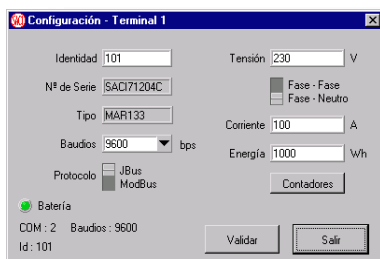 Configuración - Terminal 1
Identidad 101
Nª de Serie SACI71204C
Tipo MAR133
Baudios 9600 bps
Protocolo JBus
ModBus
Batería
COM : 2 Baudios : 9600
Id : 101
Tensión 230 V
Fase - Fase
Fase - Neutro
Corriente 100 A
Energía 1000 Wh
Contadores
Validar
Salir